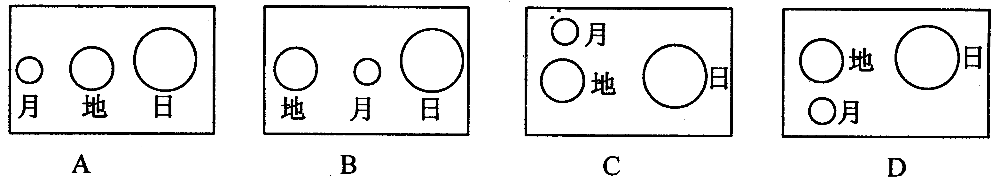 月 地 日
地 月 日
月
地 日
地 日
月
A B C D